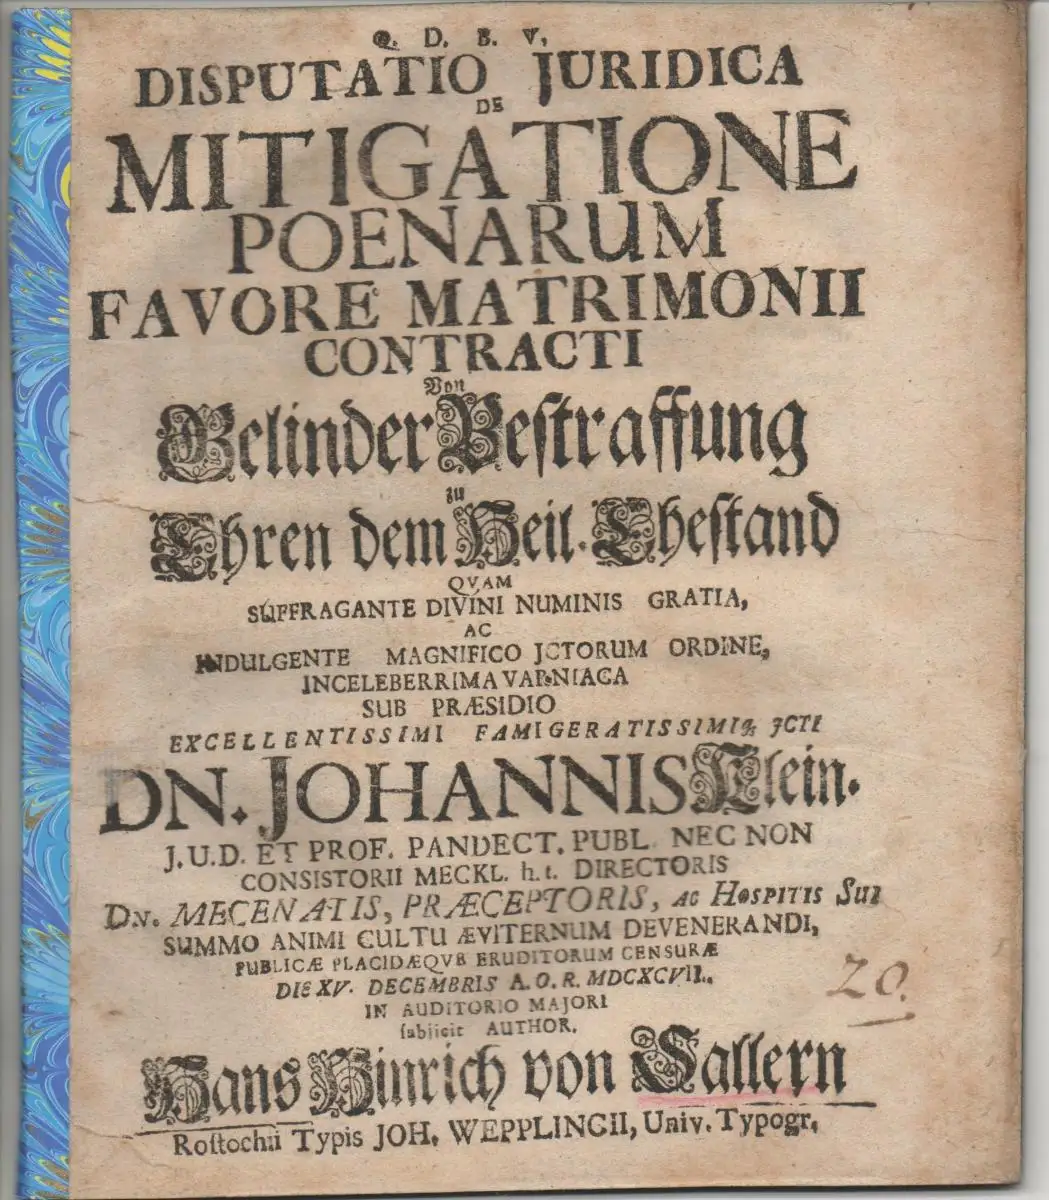 Q. D. B. V.
DISPUTATIO JURIDICA
DE
MITIGATIONE
POENARUM
FAVORE MATRIMONII
CONTRACTI
Von
Gelinder Beſtraffung
zu
Ehren dem Heil. Eheſtand
QVAM
SUFFRAGANTE DIVINI NUMINIS GRATIA,
AC
INDULGENTE MAGNIFICO JCTORUM ORDINE,
INCELEBERRIMA VARNIACA
SUB PRÆSIDIO
EXCELLENTISSIMI FAMIGERATISSIMIq; JCTI
DN. JOHANNIS Klein.
J.U.D. ET PROF. PANDECT. PUBL. NEC NON
CONSISTORII MECKL. h.t. DIRECTORIS
DN. MECENATIS, PRÆCEPTORIS, AC HOSPITIS SUI
SUMMO ANIMI CULTU ÆVITERNUM DEVENERANDI,
PUBLICÆ PLACIDÆQVE ERUDITORUM CENSURÆ
DIE XV. DECEMBRIS A. O. R. MDCXCVII.
IN AUDITORIO MAJORI
ſubjicit AUTHOR.
20.
Hans Hinrich von Sallern
Roſtochii Typis JOH. WEPPLINGII, Univ. Typogr.